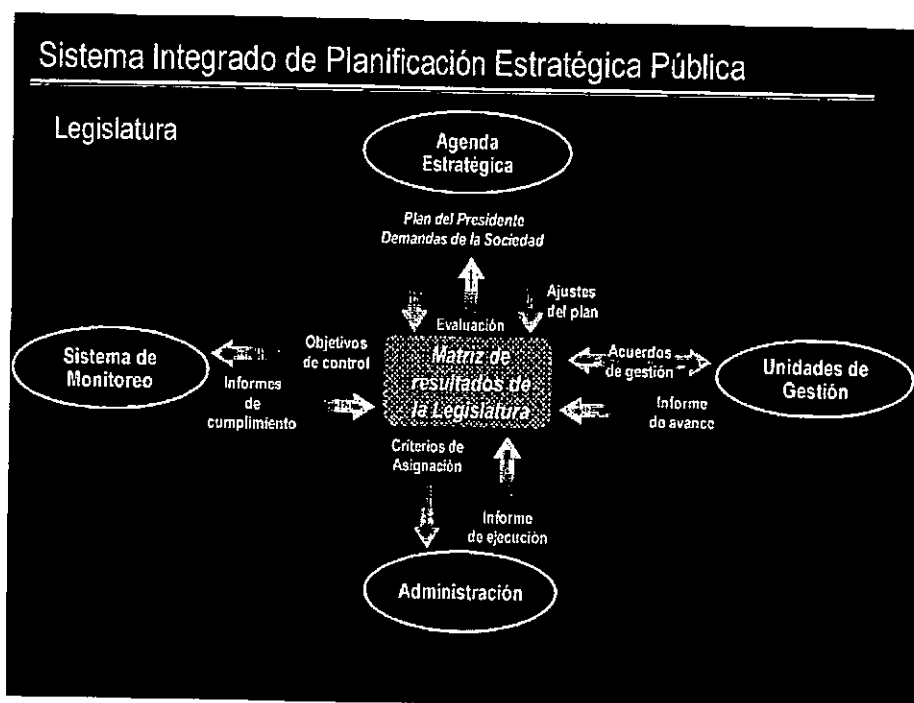 Sistema Integrado de Planificación Estratégica Pública
Legislatura
Agenda
Estratégica
Plan del Presidente
Demandas de la Sociedad
Ajustes
del plan
Evaluación
Sistema de
Monitoreo
Objetivos
de control
Informes
de
cumplimiento
Matriz de
resultados de
la Legislatura
Acuerdos
de gestión
Informe
de avance
Unidades de
Gestión
Criterios de
Asignación
Informe
de ejecución
Administración